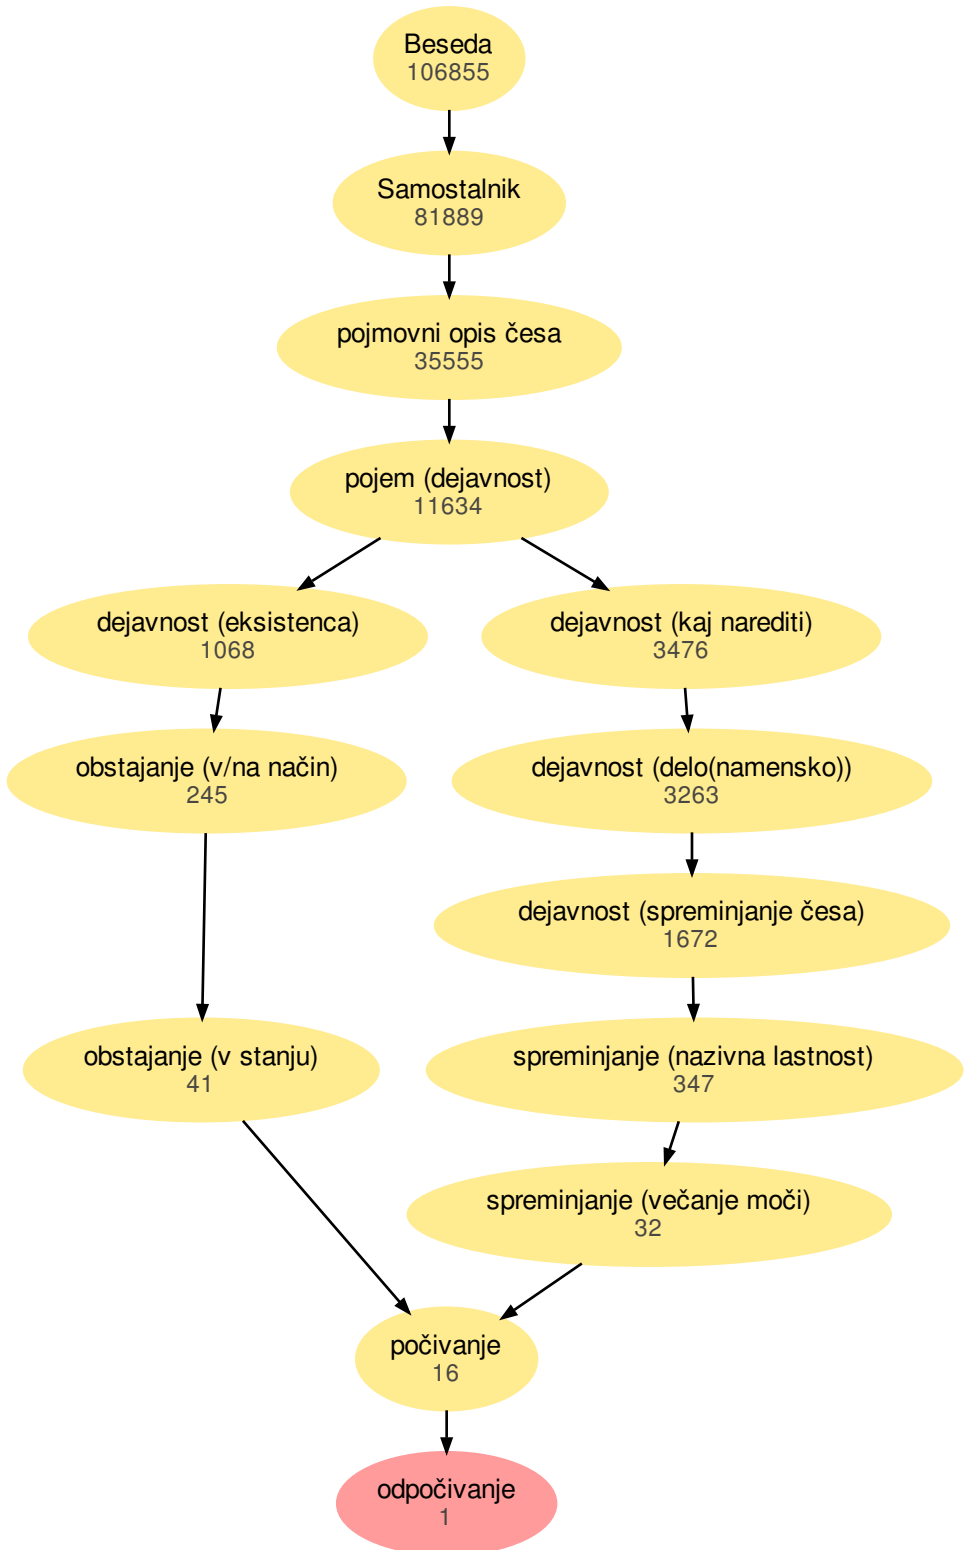 Beseda
106855
Samostalnik
81889
pojmovni opis česa
35555
pojem (dejavnost)
11634
dejavnost (eksistenca)
1068
dejavnost (kaj narediti)
3476
obstajanje (v/na način)
245
dejavnost (delo(namensko))
3263
dejavnost (spreminjanje česa)
1672
obstajanje (v stanju)
41
spreminjanje (nazivna lastnost)
347
spreminjanje (večanje moči)
32
počivanje
16
odpočivanje
1